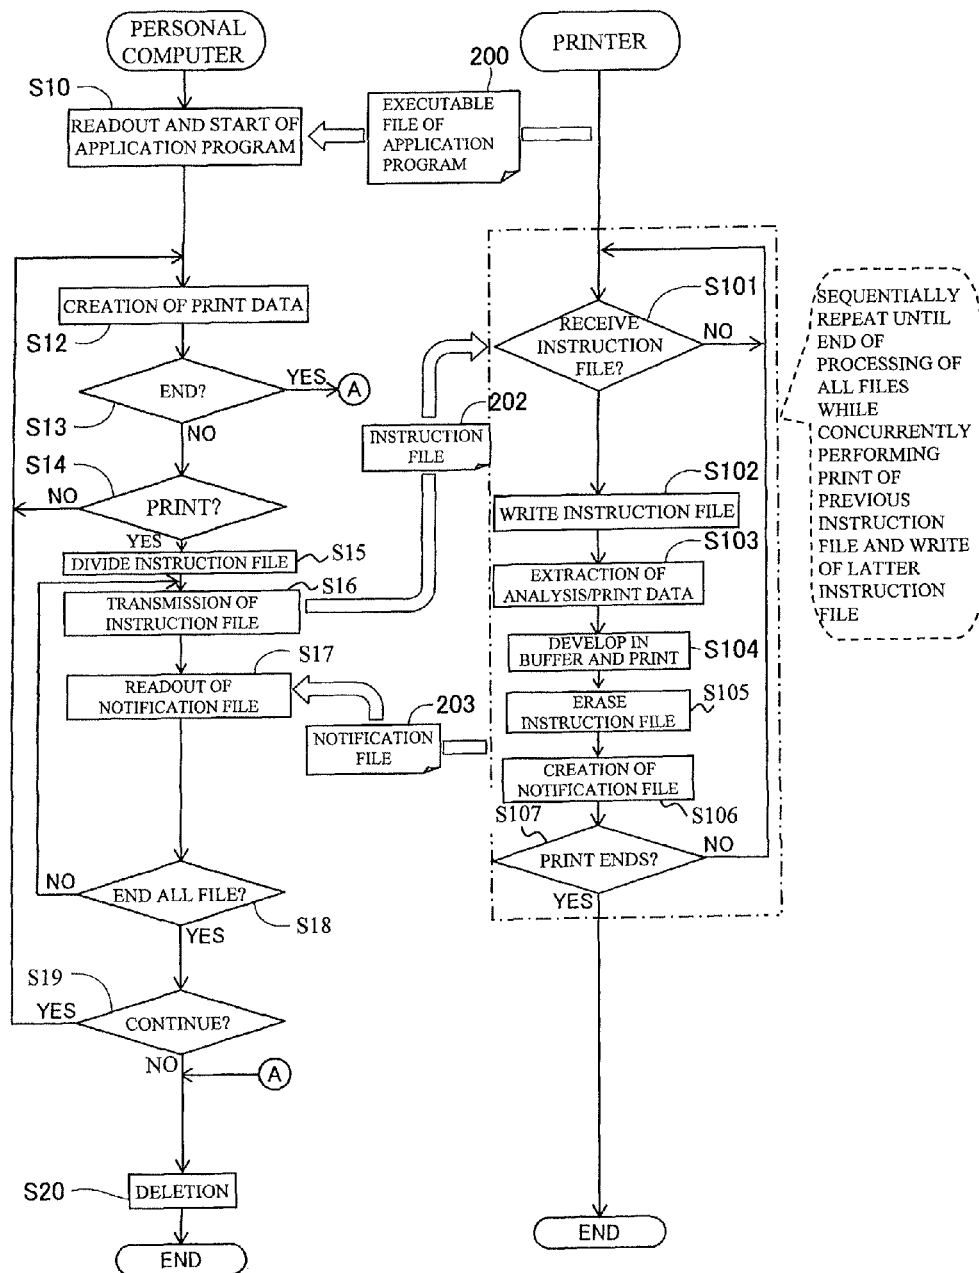 PERSONAL
COMPUTER
PRINTER
S10
200
READOUT AND START OF
APPLICATION PROGRAM
EXECUTABLE
FILE OF
APPLICATION
PROGRAM
S101
CREATION OF PRINT DATA
S12
RECEIVE
INSTRUCTION
FILE?
NO
END?
YES
A
S13
NO
202
INSTRUCTION
FILE
S14
NO
PRINT?
YES
S102
WRITE INSTRUCTION FILE
S15
DIVIDE INSTRUCTION FILE
S103
EXTRACTION OF
ANALYSIS/PRINT DATA
S16
TRANSMISSION OF
INSTRUCTION FILE
DEVELOP IN
BUFFER AND PRINT
S104
S17
READOUT OF
NOTIFICATION FILE
ERASE
INSTRUCTION FILE
S105
203
NOTIFICATION
FILE
CREATION OF
NOTIFICATION FILE
S106
S107
PRINT ENDS?
NO
YES
NO
END ALL FILE?
S18
YES
S19
YES
CONTINUE?
NO
A
S20
DELETION
END
END
SEQUENTIALLY
REPEAT UNTIL
END OF
PROCESSING OF
ALL FILES
WHILE
CONCURRENTLY
PERFORMING
PRINT OF
PREVIOUS
INSTRUCTION
FILE AND WRITE
OF LATTER
INSTRUCTION
FILE